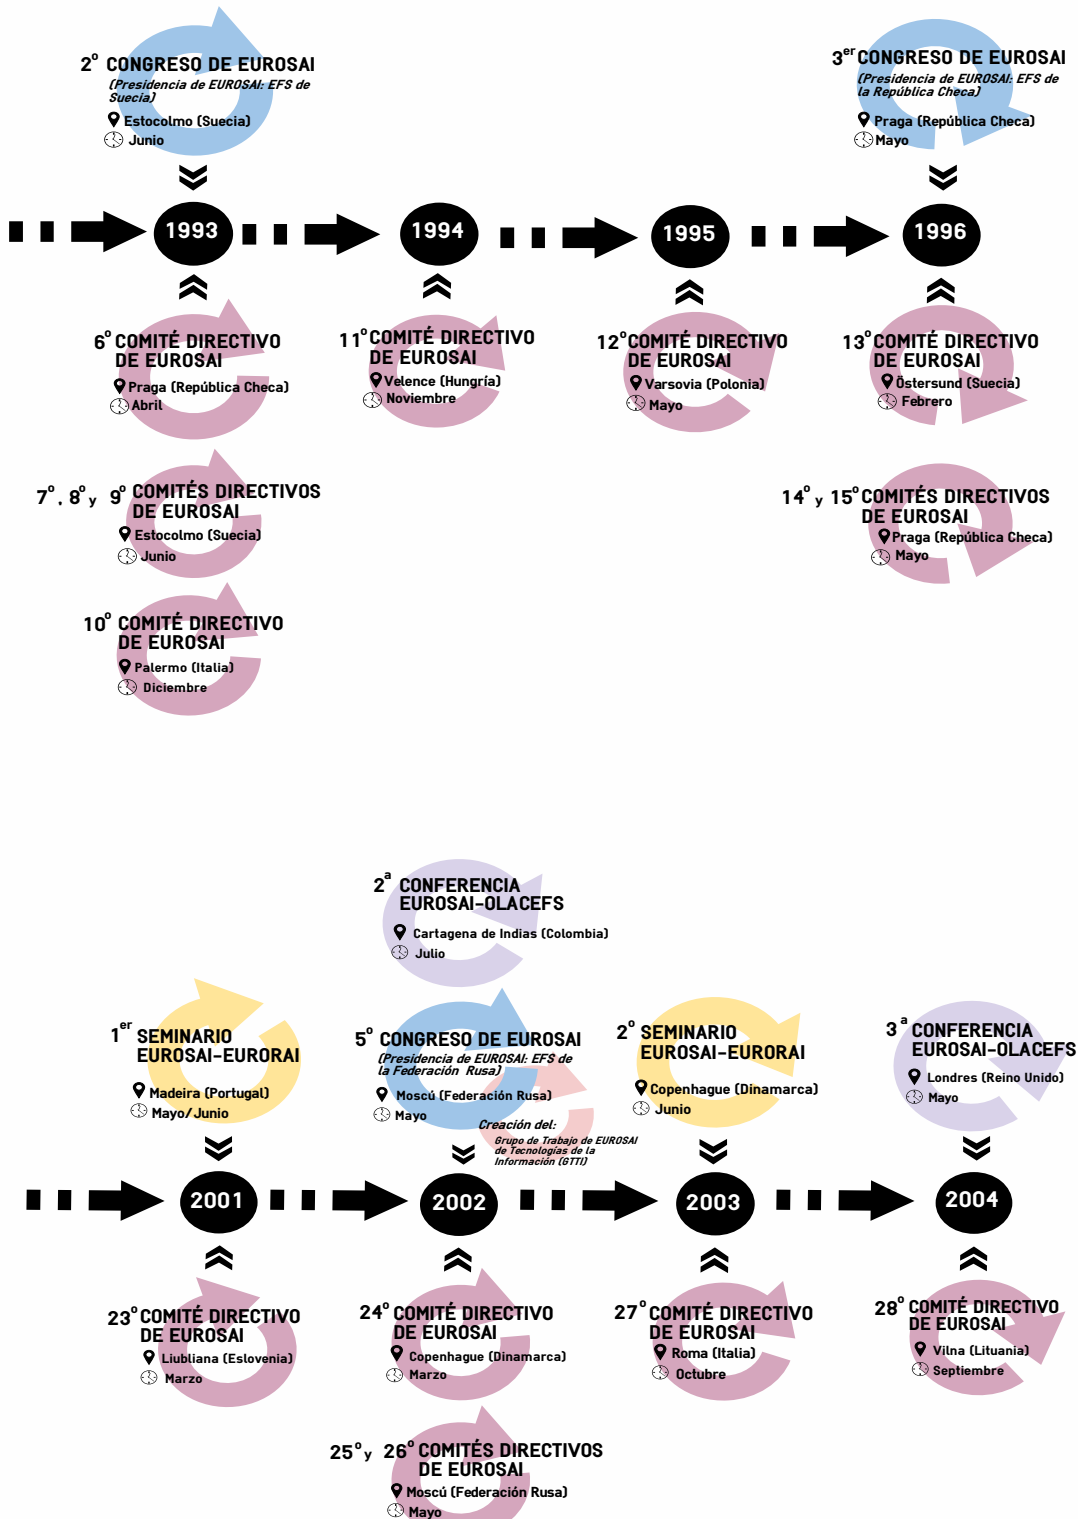 2º CONGRESO DE EUROSAI
(Presidencia de EUROSAI: EFS de
Suecia)
Estocolmo (Suecia)
Junio
3er CONGRESO DE EUROSAI
(Presidencia de EUROSAI: EFS de
la República Checa)
Praga (República Checa)
Mayo
1993
1994
1995
1996
6º COMITÉ DIRECTIVO
DE EUROSAI
Praga (República Checa)
Abril
11º COMITÉ DIRECTIVO
DE EUROSAI
Velence (Hungría)
Noviembre
12º COMITÉ DIRECTIVO
DE EUROSAI
Varsovia (Polonia)
Mayo
13º COMITÉ DIRECTIVO
DE EUROSAI
Östersund (Suecia)
Febrero
7º, 8º y 9º COMITÉS DIRECTIVOS
DE EUROSAI
Estocolmo (Suecia)
Junio
14º y 15º COMITÉS DIRECTIVOS
DE EUROSAI
Praga (República Checa)
Mayo
10º COMITÉ DIRECTIVO
DE EUROSAI
Palermo (Italia)
Diciembre
2ª CONFERENCIA
EUROSAI-OLACEFS
Cartagena de Indias (Colombia)
Julio
1er SEMINARIO
EUROSAI-EURORAI
Madeira (Portugal)
Mayo/Junio
5º CONGRESO DE EUROSAI
(Presidencia de EUROSAI: EFS de
la Federación Rusa)
Moscú (Federación Rusa)
Mayo
Creación del:
Grupo de Trabajo de EUROSAI
de Tecnologías de la
Información (GTTI)
2º SEMINARIO
EUROSAI-EURORAI
Copenhague (Dinamarca)
Junio
3ª CONFERENCIA
EUROSAI-OLACEFS
Londres (Reino Unido)
Mayo
2001
2002
2003
2004
23º COMITÉ DIRECTIVO
DE EUROSAI
Liubliana (Eslovenia)
Marzo
24º COMITÉ DIRECTIVO
DE EUROSAI
Copenhague (Dinamarca)
Marzo
27º COMITÉ DIRECTIVO
DE EUROSAI
Roma (Italia)
Octubre
28º COMITÉ DIRECTIVO
DE EUROSAI
Vilna (Lituania)
Septiembre
25º y 26º COMITÉS DIRECTIVOS
DE EUROSAI
Moscú (Federación Rusa)
Mayo